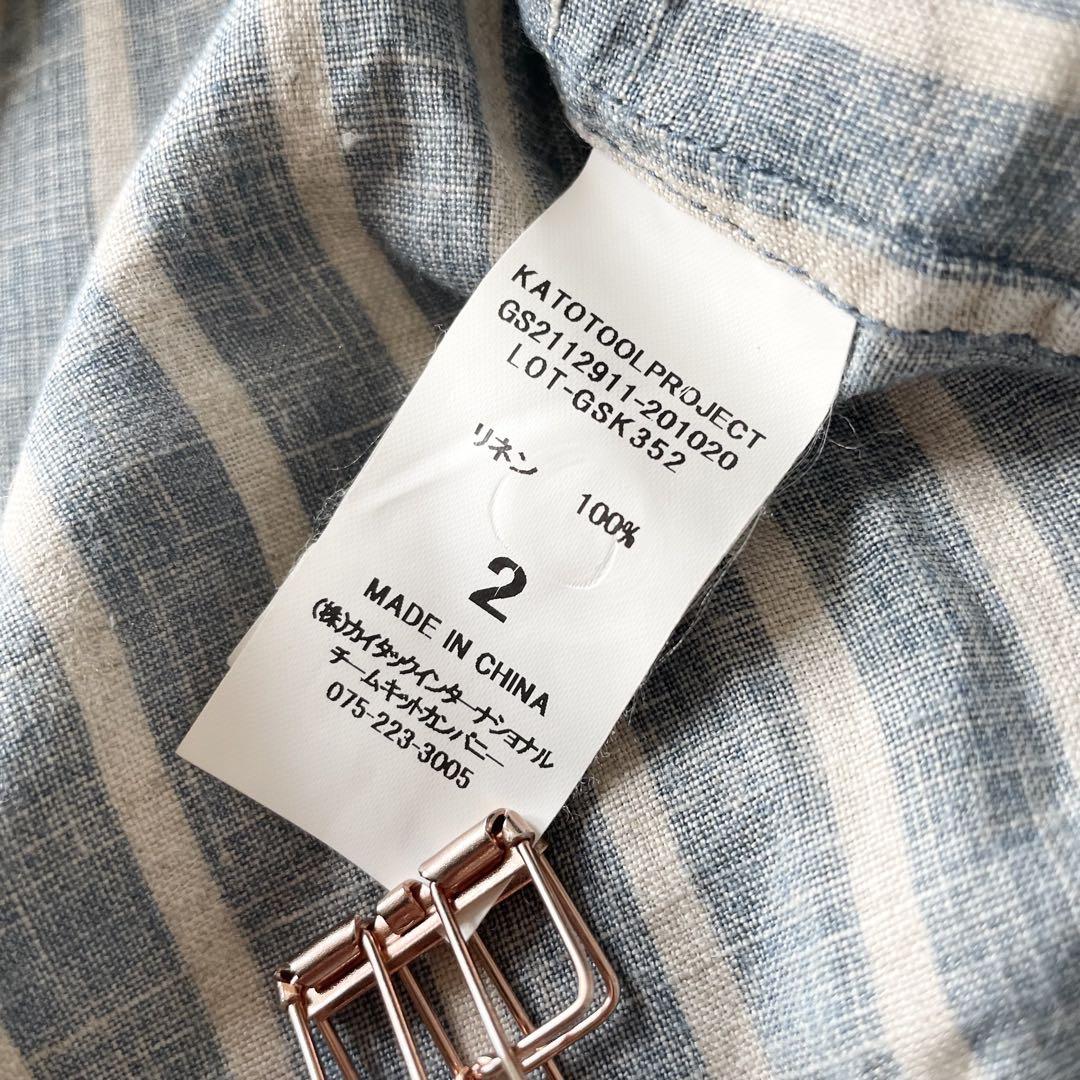 KATOTOOLPROJECT
GS2112911-201020
LOT-GSK352
リネン 100%
2
MADE IN CHINA
(株)カイタックインターナショナル
チームキットカンパニー
075-223-3005